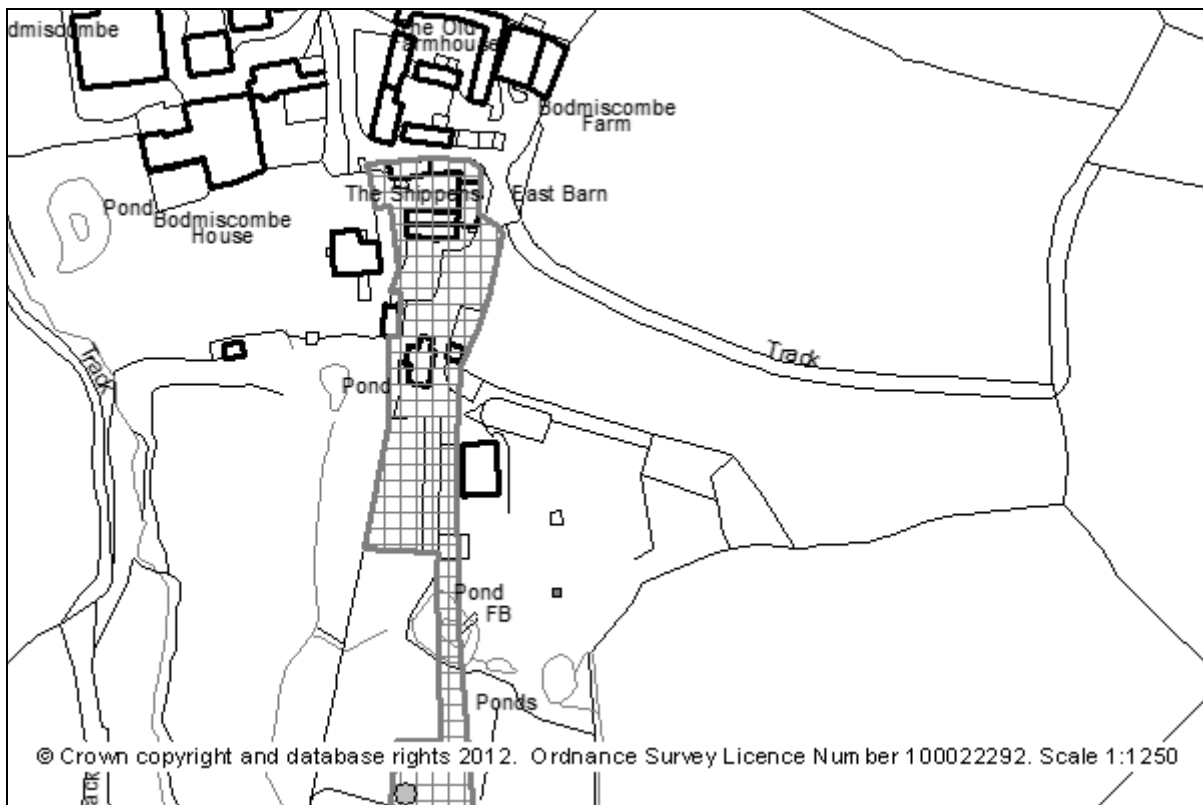 dmiscombe
The Old
Farmhouse
Bodmiscombe
Farm
The Shippens
East Barn
Pond
Bodmiscombe
House
Track
Track
Pond
Pond
FB
Ponds
© Crown copyright and database rights 2012. Ordnance Survey Licence Number 100022292. Scale 1:1250
ack